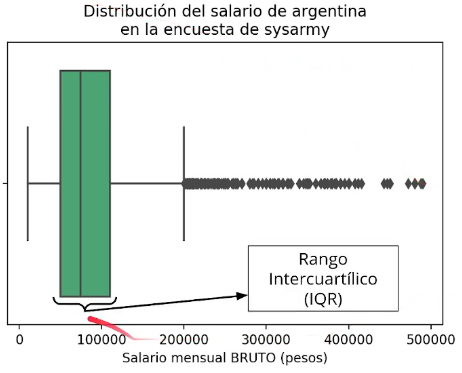 Distribución del salario de argentina
en la encuesta de sysarmy
Rango
Intercuartílico
(IQR)
0 100000 200000 300000 400000 500000
Salario mensual BRUTO (pesos)